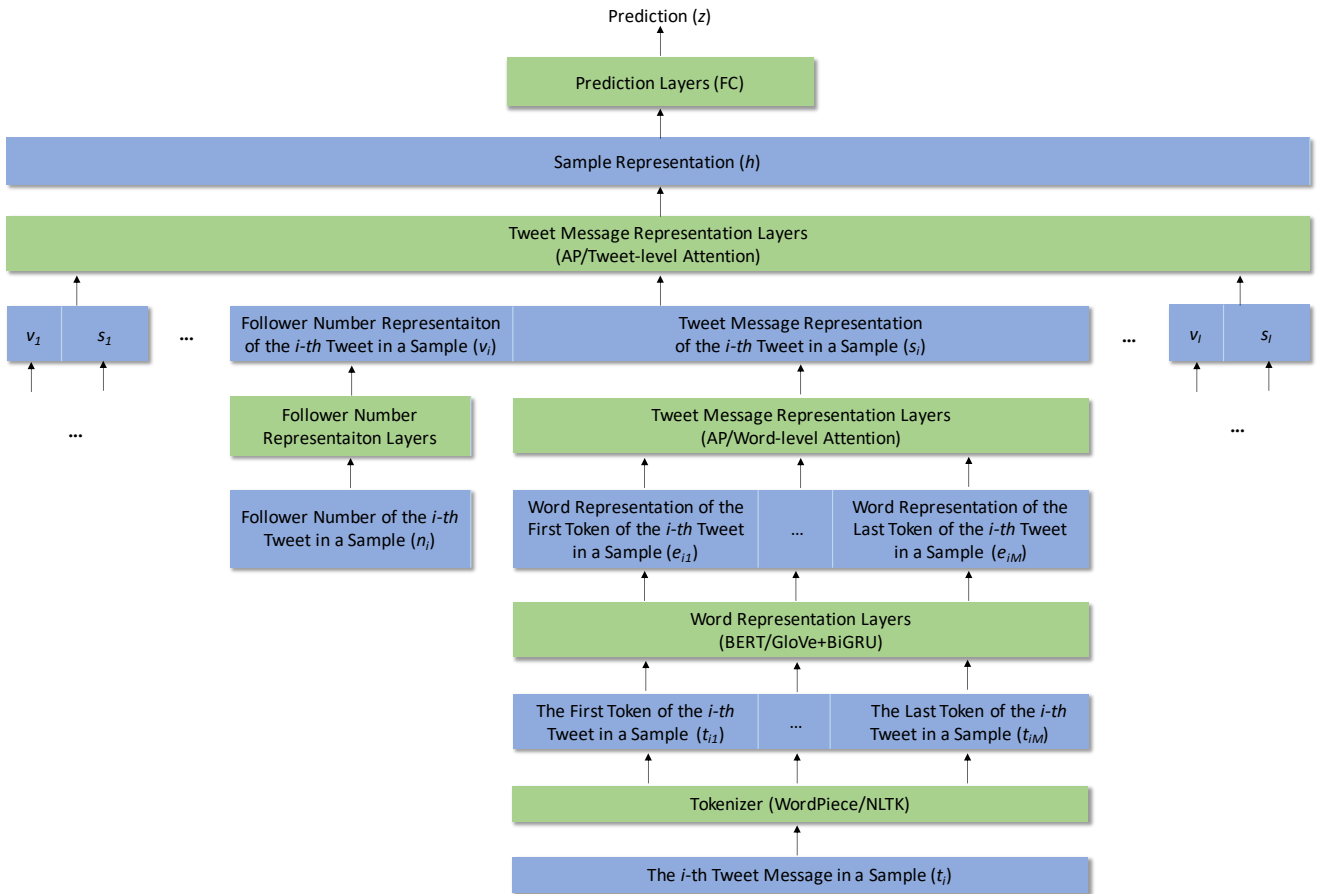 Prediction (z)
Prediction Layers (FC)
Sample Representation (h)
Tweet Message Representation Layers
(AP/Tweet-level Attention)
v1 s1
...
Follower Number Representaiton
of the i-th Tweet in a Sample (vi)
Tweet Message Representation
of the i-th Tweet in a Sample (si)
...
vI sI
...
Follower Number
Representaiton Layers
Tweet Message Representation Layers
(AP/Word-level Attention)
...
Follower Number of the i-th
Tweet in a Sample (ni)
Word Representation of the
First Token of the i-th Tweet
in a Sample (ei1)
...
Word Representation of the
Last Token of the i-th Tweet
in a Sample (eiM)
Word Representation Layers
(BERT/GloVe+BiGRU)
The First Token of the i-th
Tweet in a Sample (ti1)
...
The Last Token of the i-th
Tweet in a Sample (tiM)
Tokenizer (WordPiece/NLTK)
The i-th Tweet Message in a Sample (ti)